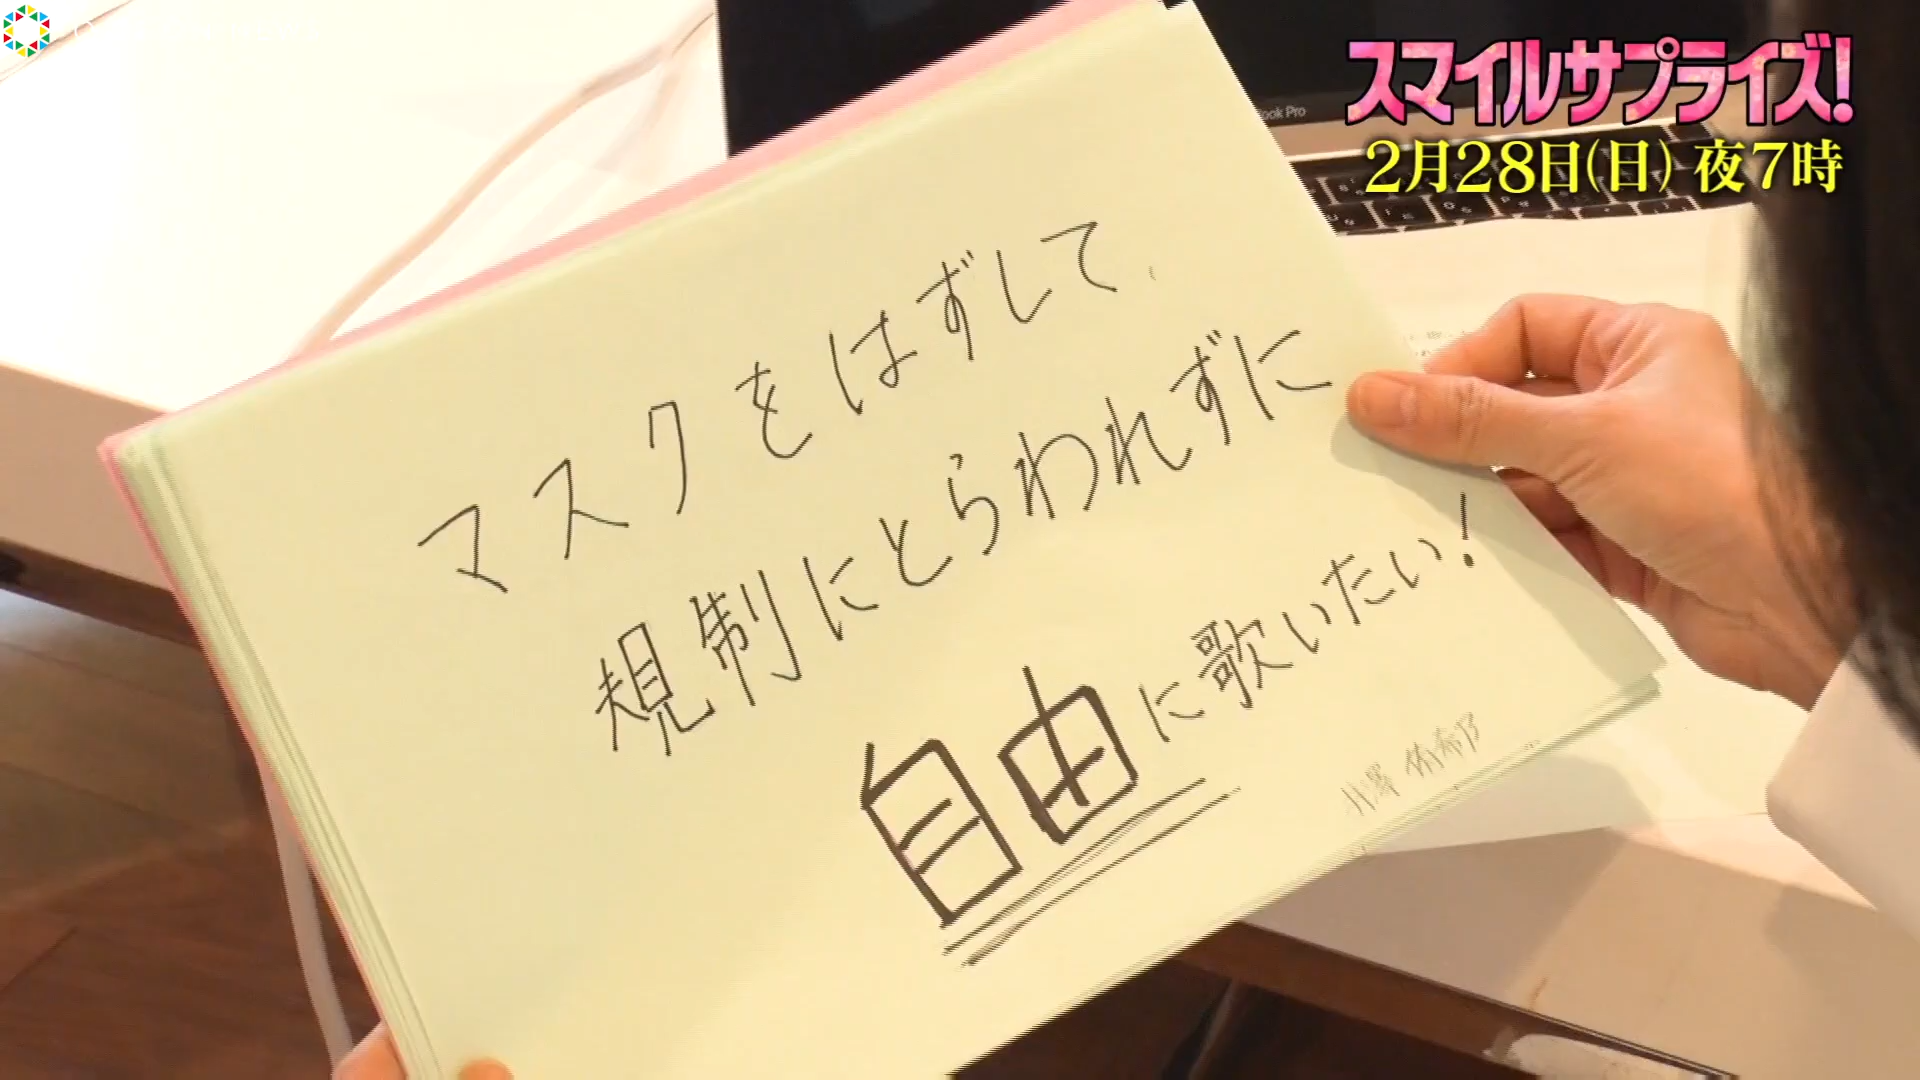 スマイルサプライズ!
2月28日(日) 夜7時
Book Pro
マスクをはずして、
規制にとらわれずに
自由に歌いたい!